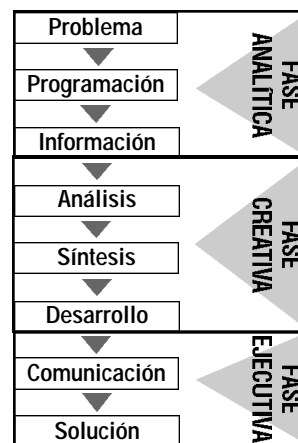 Problema
Programación
Información
FASE
ANALÍTICA
Análisis
Síntesis
Desarrollo
FASE
CREATIVA
Comunicación
Solución
FASE
EJECUTIVA